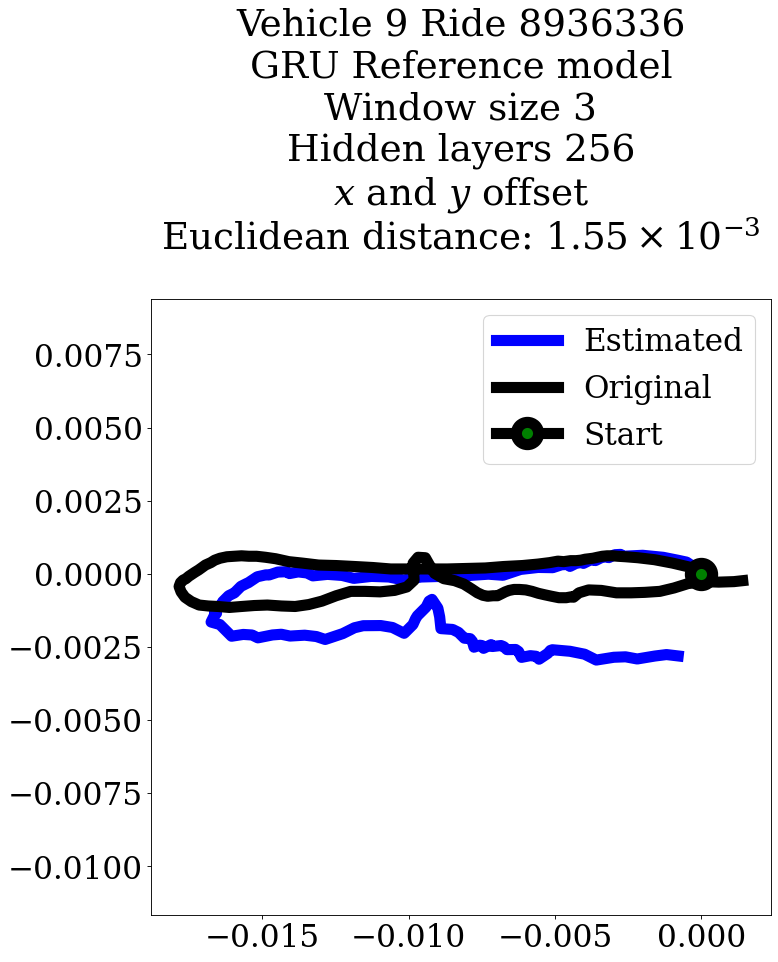 Vehicle 9 Ride 8936336
GRU Reference model
Window size 3
Hidden layers 256
x and y offset
Euclidean distance: 1.55 × 10⁻³
Estimated
Original
Start
0.0075
0.0050
0.0025
0.0000
−0.0025
−0.0050
−0.0075
−0.0100
−0.015 −0.010 −0.005 0.000